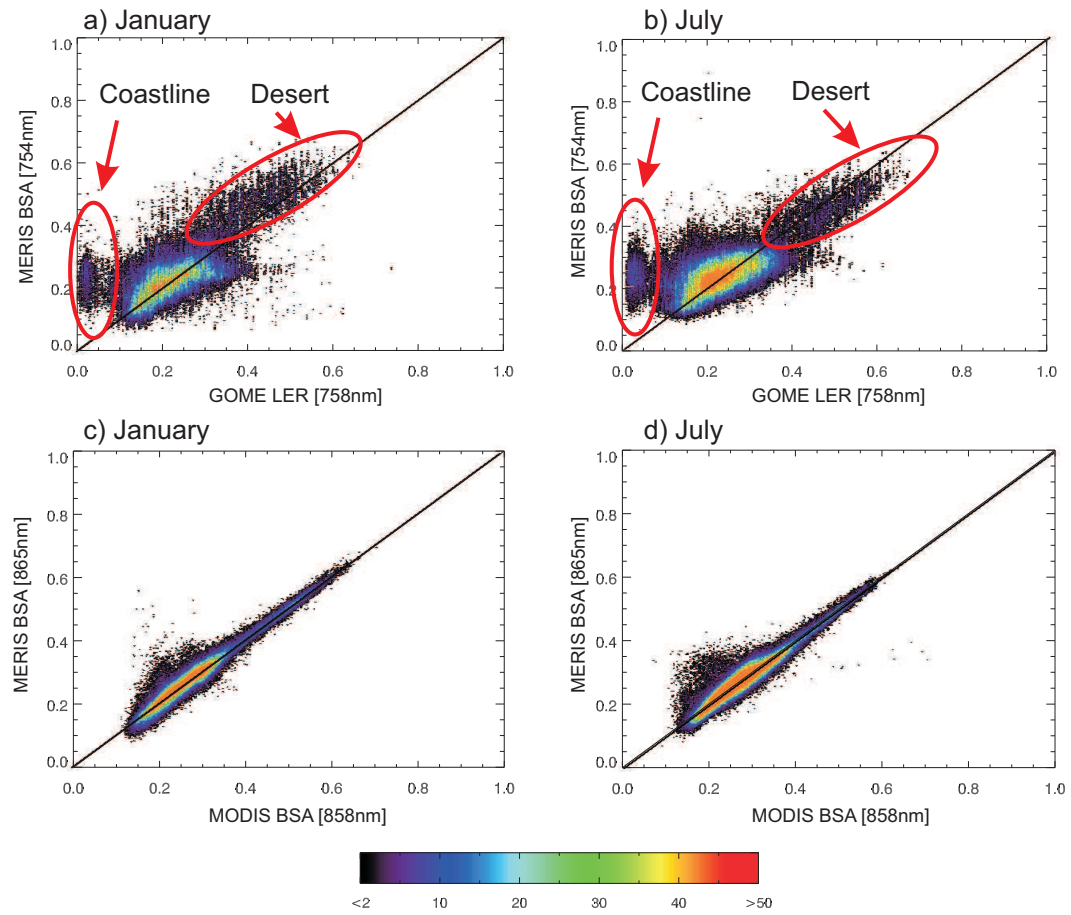 a) January
b) July
1.0
0.8
0.6
0.4
0.2
0.0
MERIS BSA [754nm]
Coastline
Desert
0.0 0.2 0.4 0.6 0.8 1.0
GOME LER [758nm]
1.0
0.8
0.6
0.4
0.2
0.0
MERIS BSA [754nm]
Coastline
Desert
0.0 0.2 0.4 0.6 0.8 1.0
GOME LER [758nm]
c) January
d) July
1.0
0.8
0.6
0.4
0.2
0.0
MERIS BSA [865nm]
0.0 0.2 0.4 0.6 0.8 1.0
MODIS BSA [858nm]
1.0
0.8
0.6
0.4
0.2
0.0
MERIS BSA [865nm]
0.0 0.2 0.4 0.6 0.8 1.0
MODIS BSA [858nm]
<2 10 20 30 40 >50